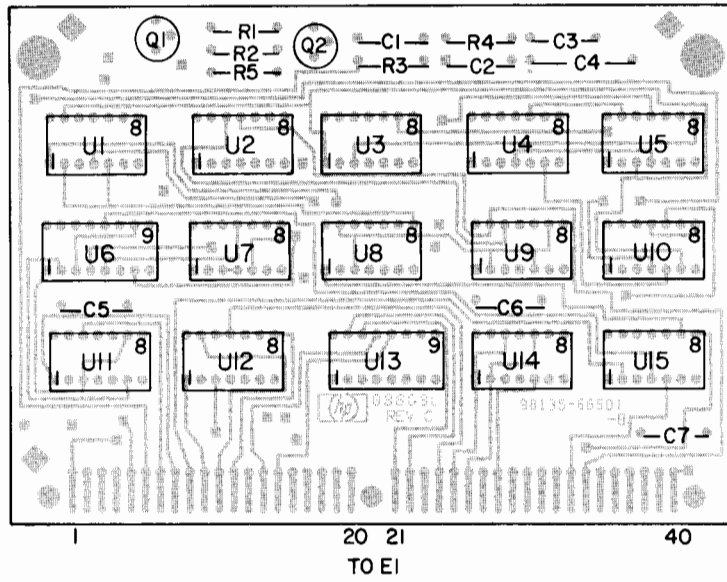 Q1 R1 Q2 C1 R4 C3
R2
R5 R3 C2 C4
8 8 8 8 8
U1 U2 U3 U4 U5
1 1 1 1 1
9 8 8 8 8
U6 U7 U8 U9 U10
1 1 1 1 1
C5 C6
8 8 9 8 8
U11 U12 U13 U14 U15
1 1 1 1 1
hp
REV C
C7
1 20 21 40
TO E1